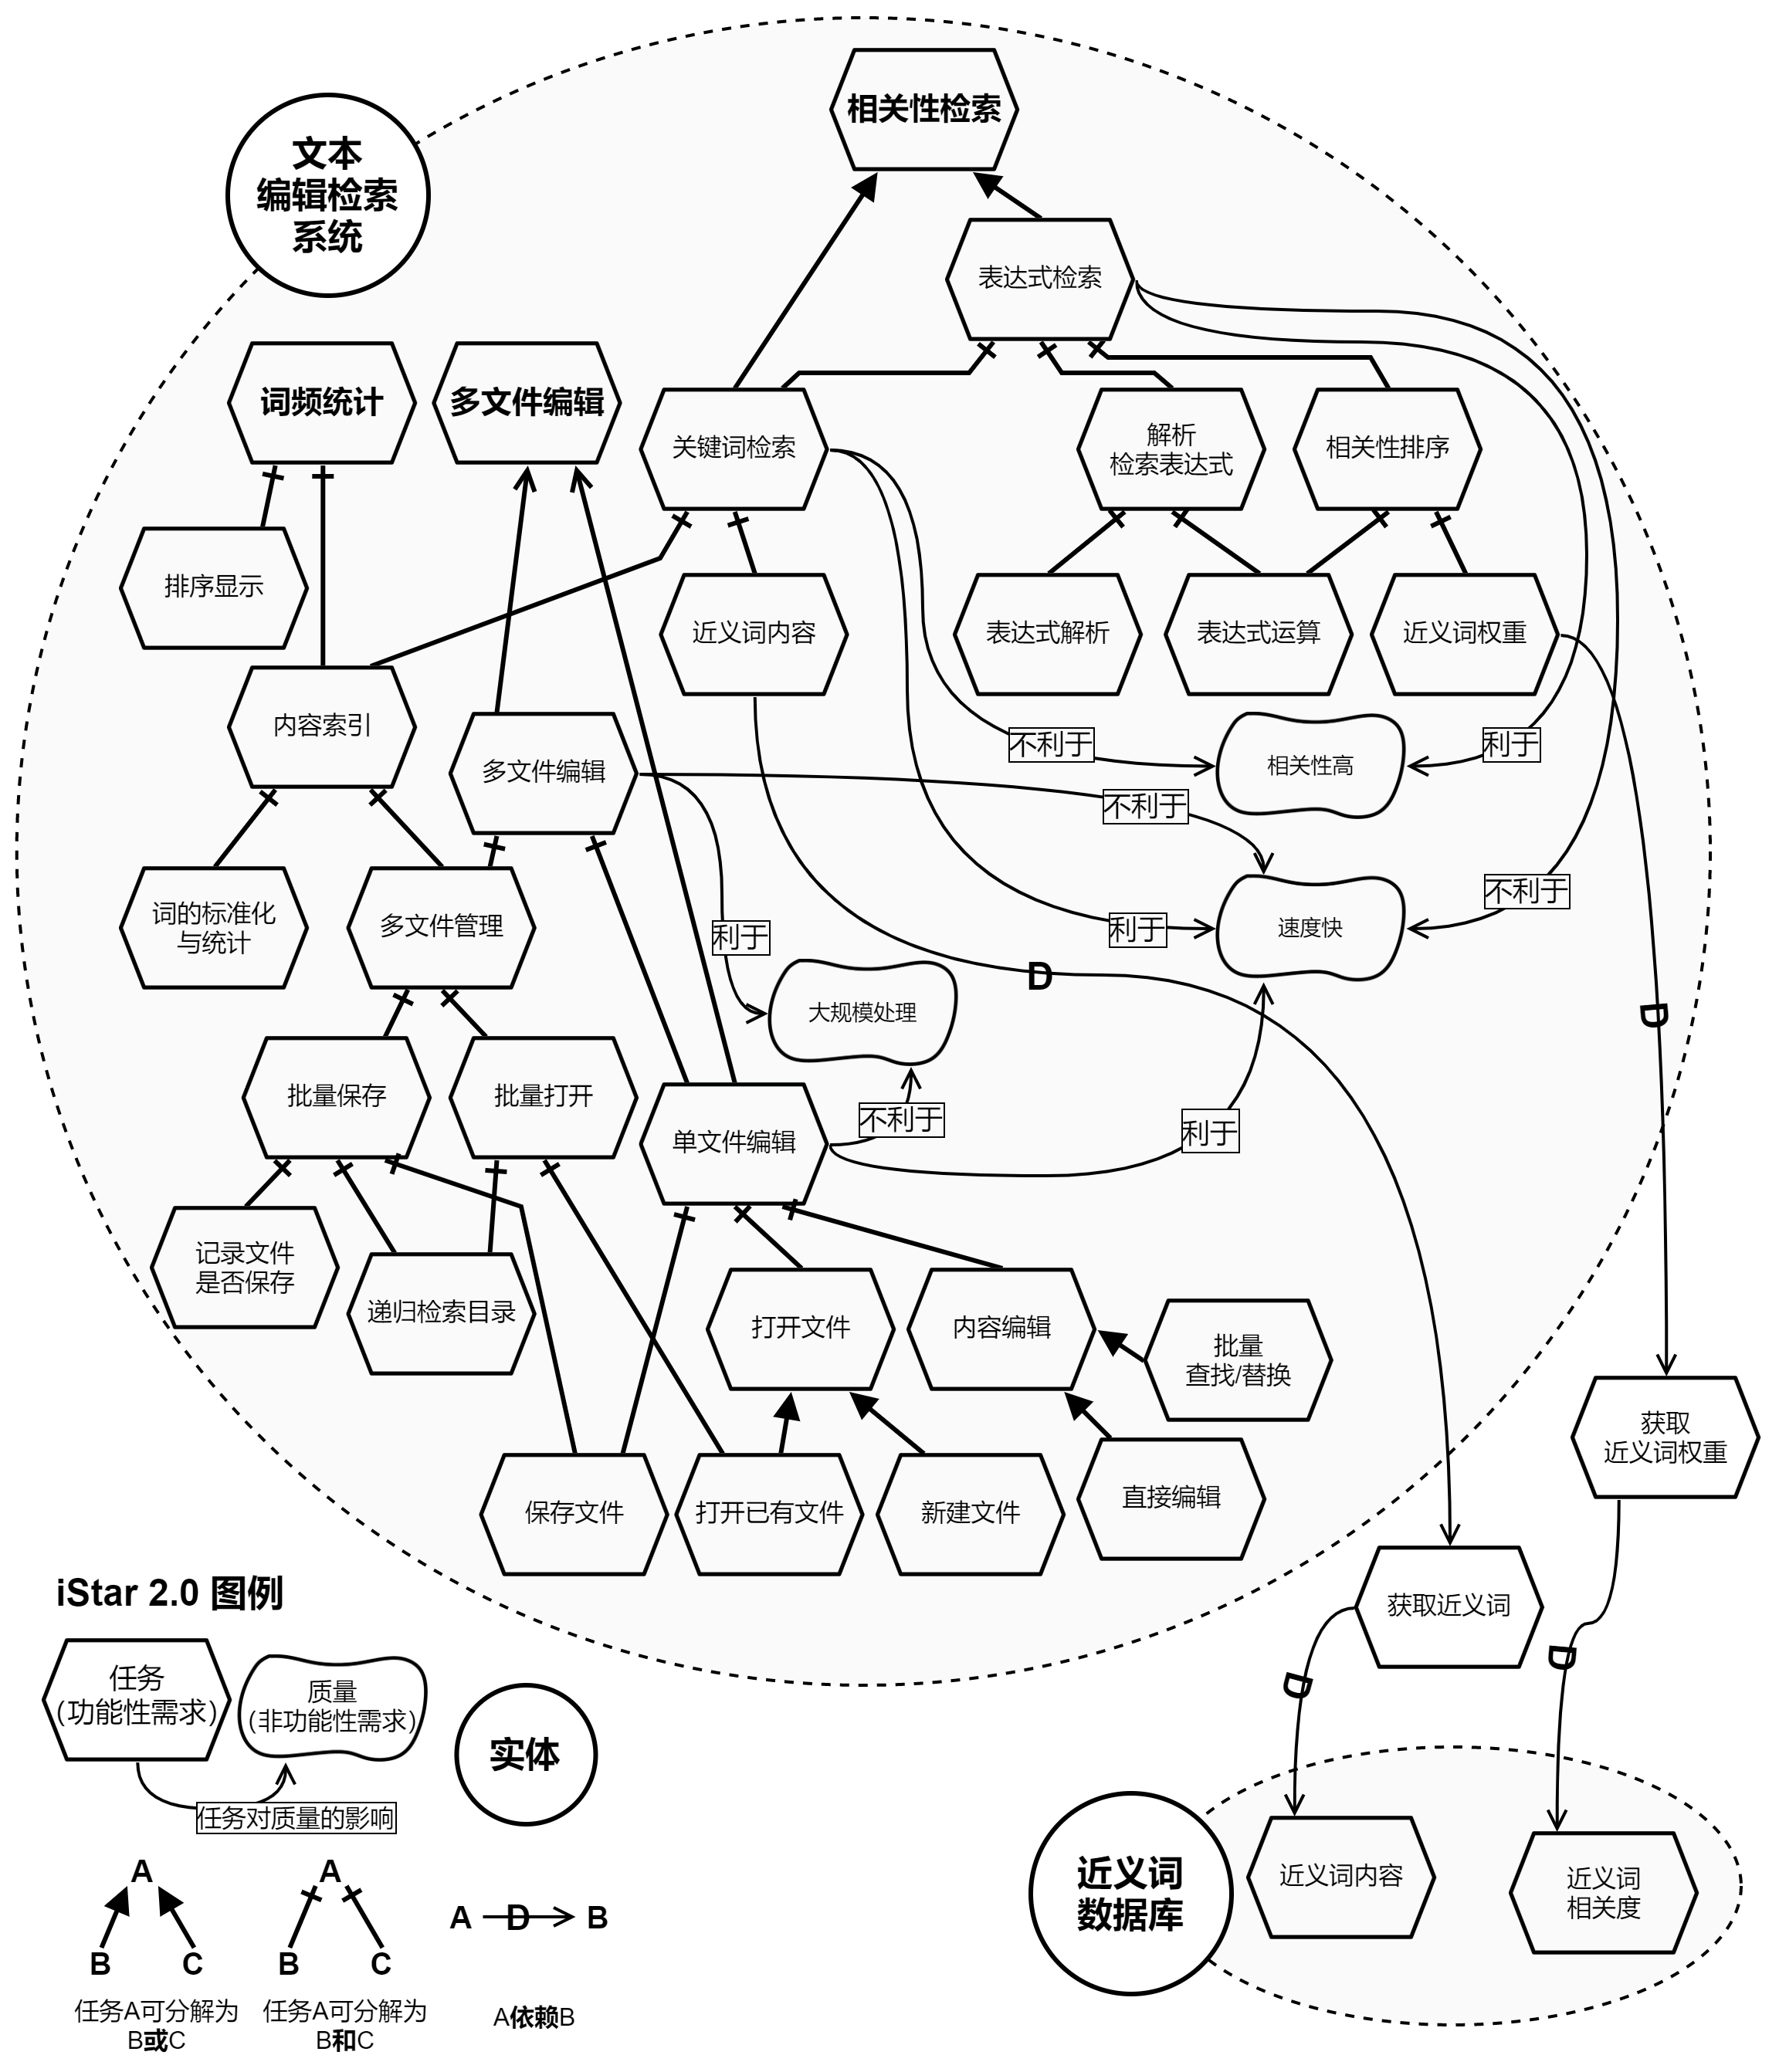 相关性检索
文本
编辑检索
系统
表达式检索
词频统计
多文件编辑
关键词检索
解析
检索表达式
相关性排序
排序显示
近义词内容
表达式解析
表达式运算
近义词权重
内容索引
多文件编辑
不利于
相关性高
利于
不利于
词的标准化
与统计
多文件管理
利于
利于
速度快
不利于
D
D
大规模处理
批量保存
批量打开
单文件编辑
不利于
利于
记录文件
是否保存
递归检索目录
打开文件
内容编辑
批量
查找/替换
获取
近义词权重
保存文件
打开已有文件
新建文件
直接编辑
获取近义词
iStar 2.0 图例
任务
(功能性需求)
质量
(非功能性需求)
实体
D
D
任务对质量的影响
近义词
数据库
近义词内容
近义词
相关度
A
B
C
任务A可分解为
B或C
A
B
C
任务A可分解为
B和C
A D B
A依赖B